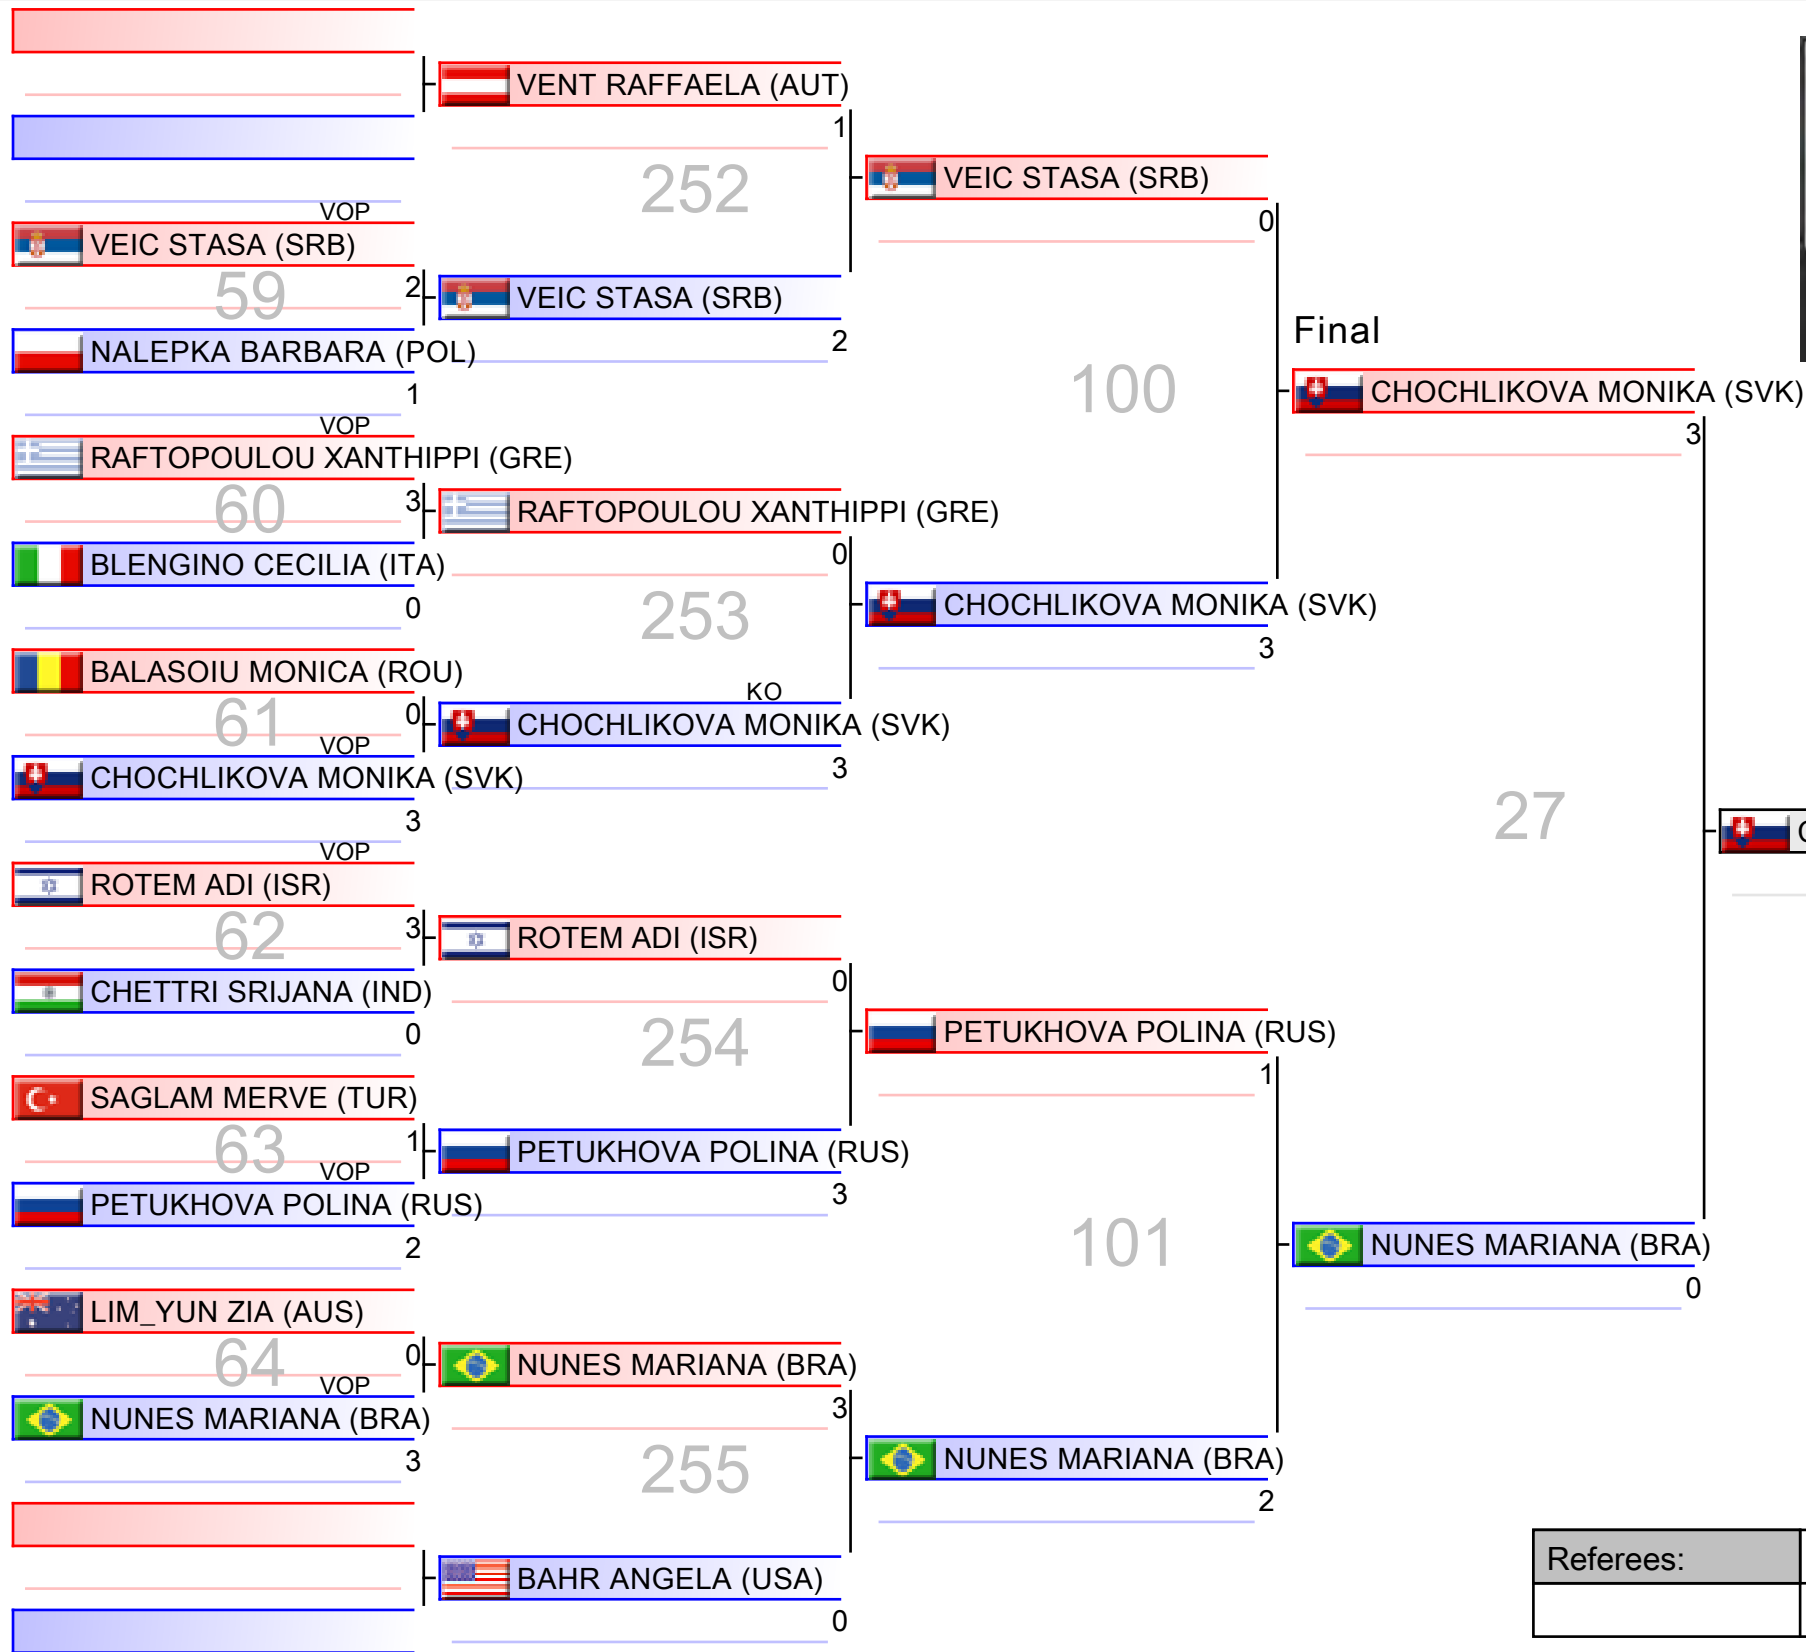 VENT RAFFAELA (AUT)
1
252
VEIC STASA (SRB)
0
VOP
VEIC STASA (SRB)
59
2
VEIC STASA (SRB)
2
NALEPKA BARBARA (POL)
1
100
Final
CHOCHLIKOVA MONIKA (SVK)
3
VOP
RAFTOPOULOU XANTHIPPI (GRE)
60
3
RAFTOPOULOU XANTHIPPI (GRE)
0
BLENGINO CECILIA (ITA)
0
253
CHOCHLIKOVA MONIKA (SVK)
3
BALASOIU MONICA (ROU)
61
0
KO
CHOCHLIKOVA MONIKA (SVK)
3
VOP
CHOCHLIKOVA MONIKA (SVK)
3
27
C
VOP
ROTEM ADI (ISR)
62
3
ROTEM ADI (ISR)
0
CHETTRI SRIJANA (IND)
0
254
PETUKHOVA POLINA (RUS)
1
SAGLAM MERVE (TUR)
63
1
VOP
PETUKHOVA POLINA (RUS)
3
PETUKHOVA POLINA (RUS)
2
101
NUNES MARIANA (BRA)
0
LIM_YUN ZIA (AUS)
64
0
VOP
NUNES MARIANA (BRA)
3
NUNES MARIANA (BRA)
3
255
NUNES MARIANA (BRA)
2
BAHR ANGELA (USA)
0
Referees: